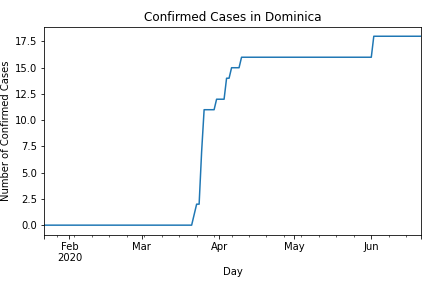 Confirmed Cases in Dominica
Number of Confirmed Cases
17.5
15.0
12.5
10.0
7.5
5.0
2.5
0.0
Feb Mar Apr May Jun
2020
Day